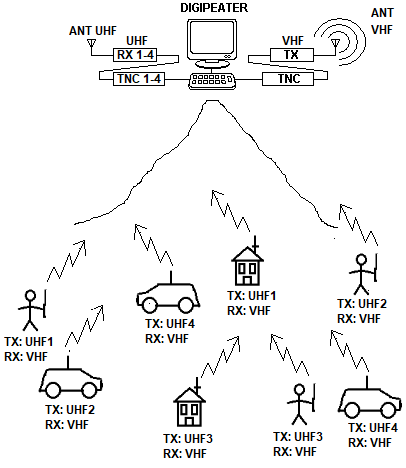 DIGIPEATER
ANT
VHF
ANT UHF
UHF
VHF
RX 1-4
TX
TNC 1-4
TNC
TX: UHF1
RX: VHF
TX: UHF4
RX: VHF
TX: UHF1
RX: VHF
TX: UHF2
RX: VHF
TX: UHF2
RX: VHF
TX: UHF3
RX: VHF
TX: UHF3
RX: VHF
TX: UHF4
RX: VHF